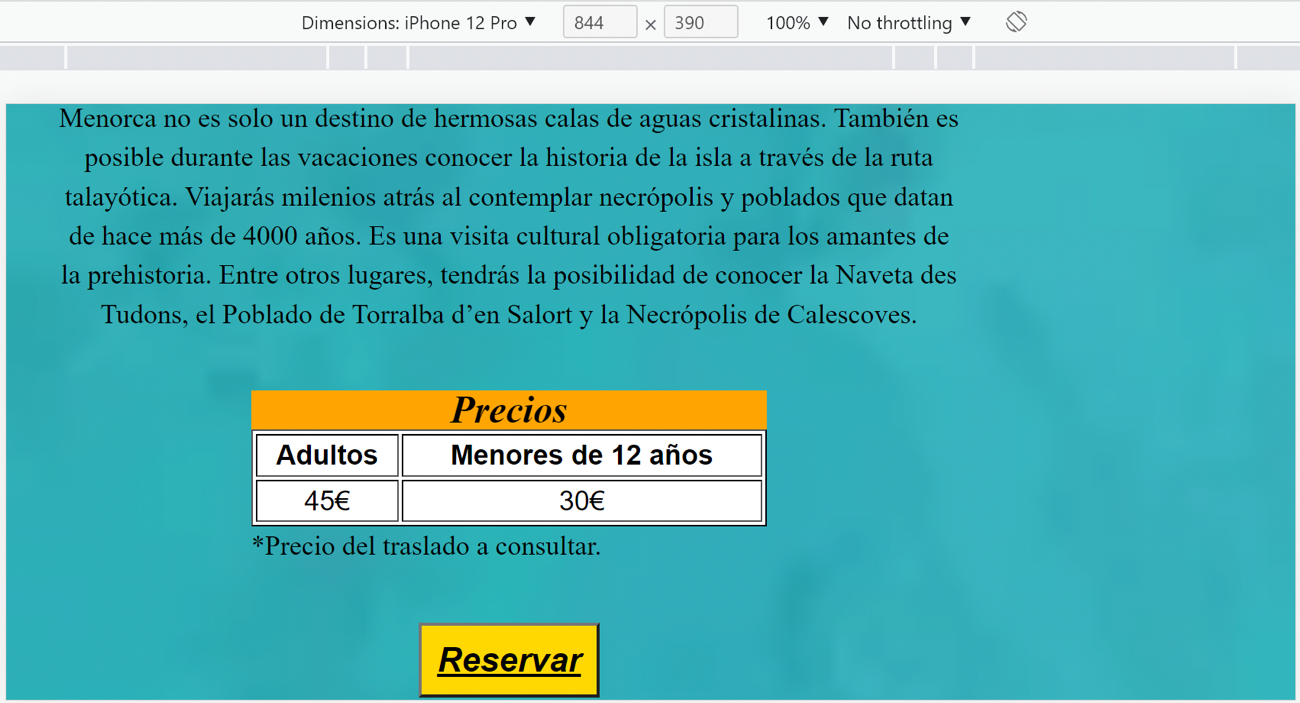 Dimensions: iPhone 12 Pro ▼ 844 × 390 100% ▼ No throttling ▼
Menorca no es solo un destino de hermosas calas de aguas cristalinas. También es
posible durante las vacaciones conocer la historia de la isla a través de la ruta
talayótica. Viajarás milenios atrás al contemplar necrópolis y poblados que datan
de hace más de 4000 años. Es una visita cultural obligatoria para los amantes de
la prehistoria. Entre otros lugares, tendrás la posibilidad de conocer la Naveta des
Tudons, el Poblado de Torralba d’en Salort y la Necrópolis de Calescoves.
Precios
Adultos Menores de 12 años
45€ 30€
*Precio del traslado a consultar.
Reservar